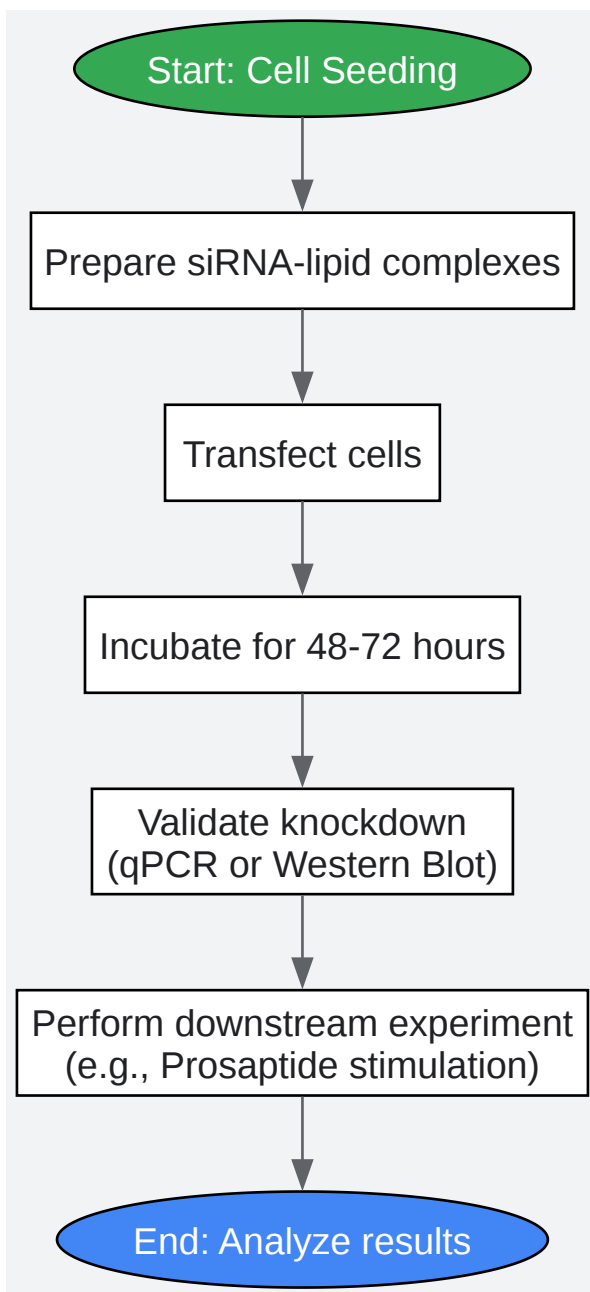 Start: Cell Seeding
Prepare siRNA-lipid complexes
Transfect cells
Incubate for 48-72 hours
Validate knockdown
(qPCR or Western Blot)
Perform downstream experiment
(e.g., Prosaptide stimulation)
End: Analyze results